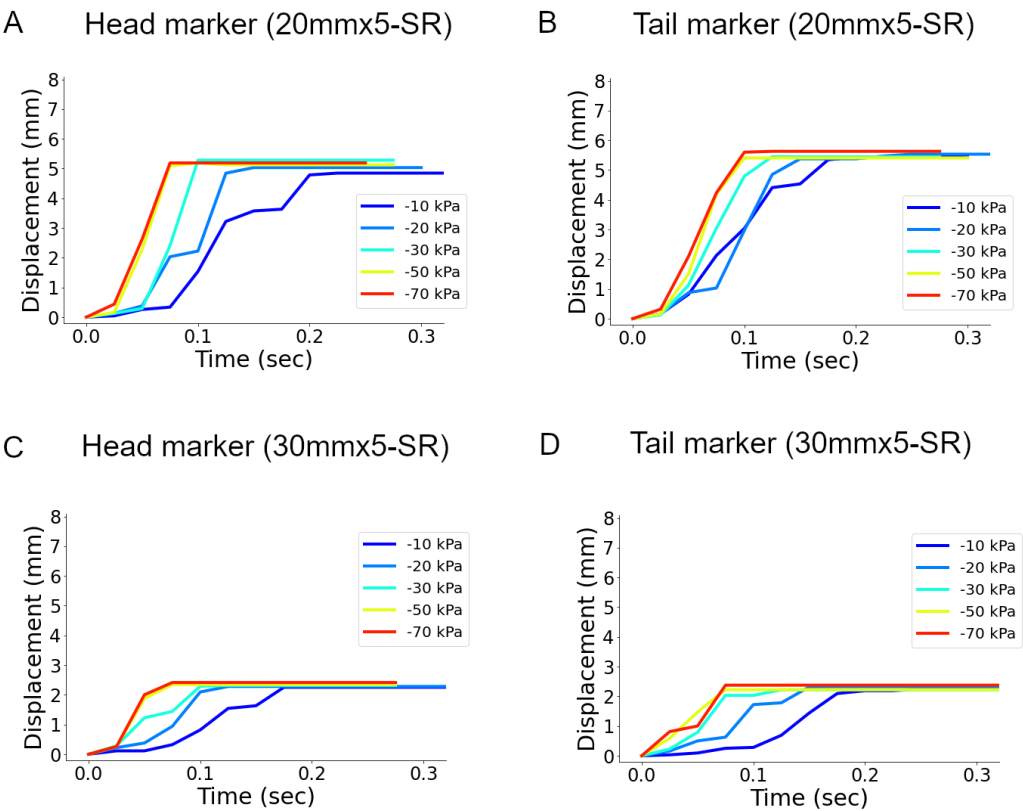 A
Head marker (20mmx5-SR)
Displacement (mm)
8
7
6
5
4
3
2
1
0
-10 kPa
-20 kPa
-30 kPa
-50 kPa
-70 kPa
0.0 0.1 0.2 0.3
Time (sec)
B
Tail marker (20mmx5-SR)
Displacement (mm)
8
7
6
5
4
3
2
1
0
-10 kPa
-20 kPa
-30 kPa
-50 kPa
-70 kPa
0.0 0.1 0.2 0.3
Time (sec)
C
Head marker (30mmx5-SR)
Displacement (mm)
8
7
6
5
4
3
2
1
0
-10 kPa
-20 kPa
-30 kPa
-50 kPa
-70 kPa
0.0 0.1 0.2 0.3
Time (sec)
D
Tail marker (30mmx5-SR)
Displacement (mm)
8
7
6
5
4
3
2
1
0
-10 kPa
-20 kPa
-30 kPa
-50 kPa
-70 kPa
0.0 0.1 0.2 0.3
Time (sec)